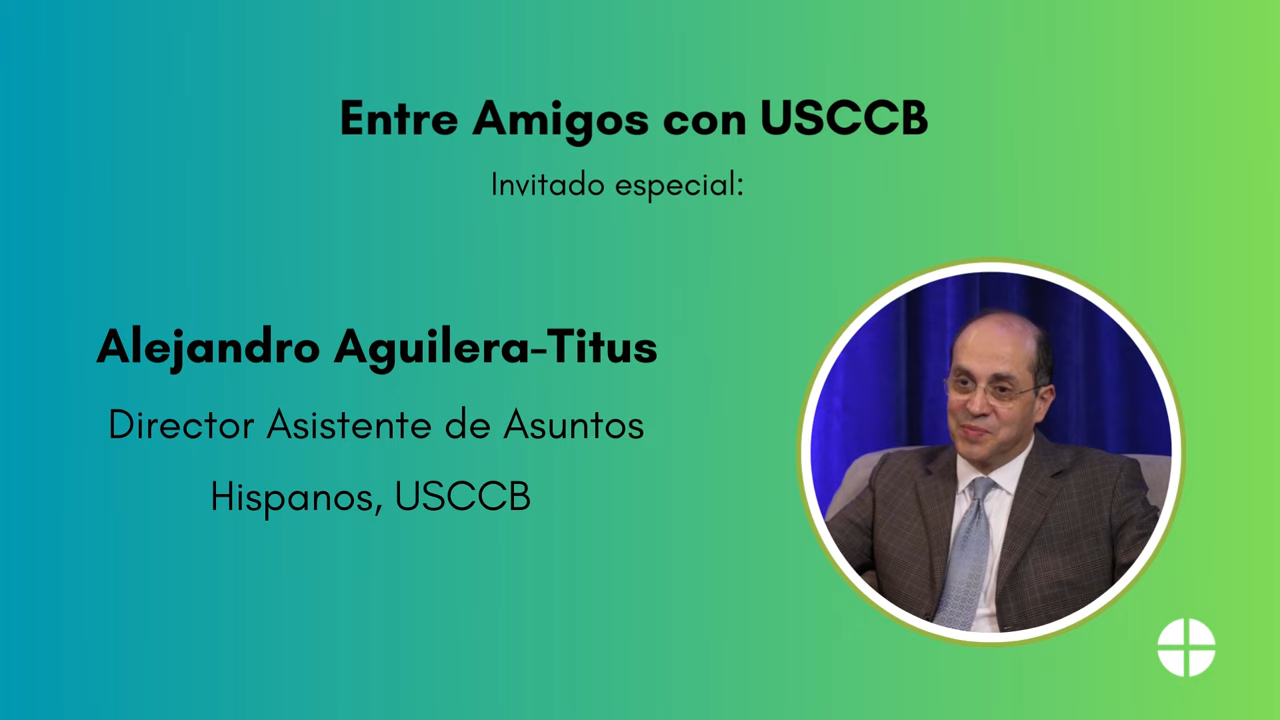 Entre Amigos con USCCB
Invitado especial:
Alejandro Aguilera-Titus
Director Asistente de Asuntos
Hispanos, USCCB